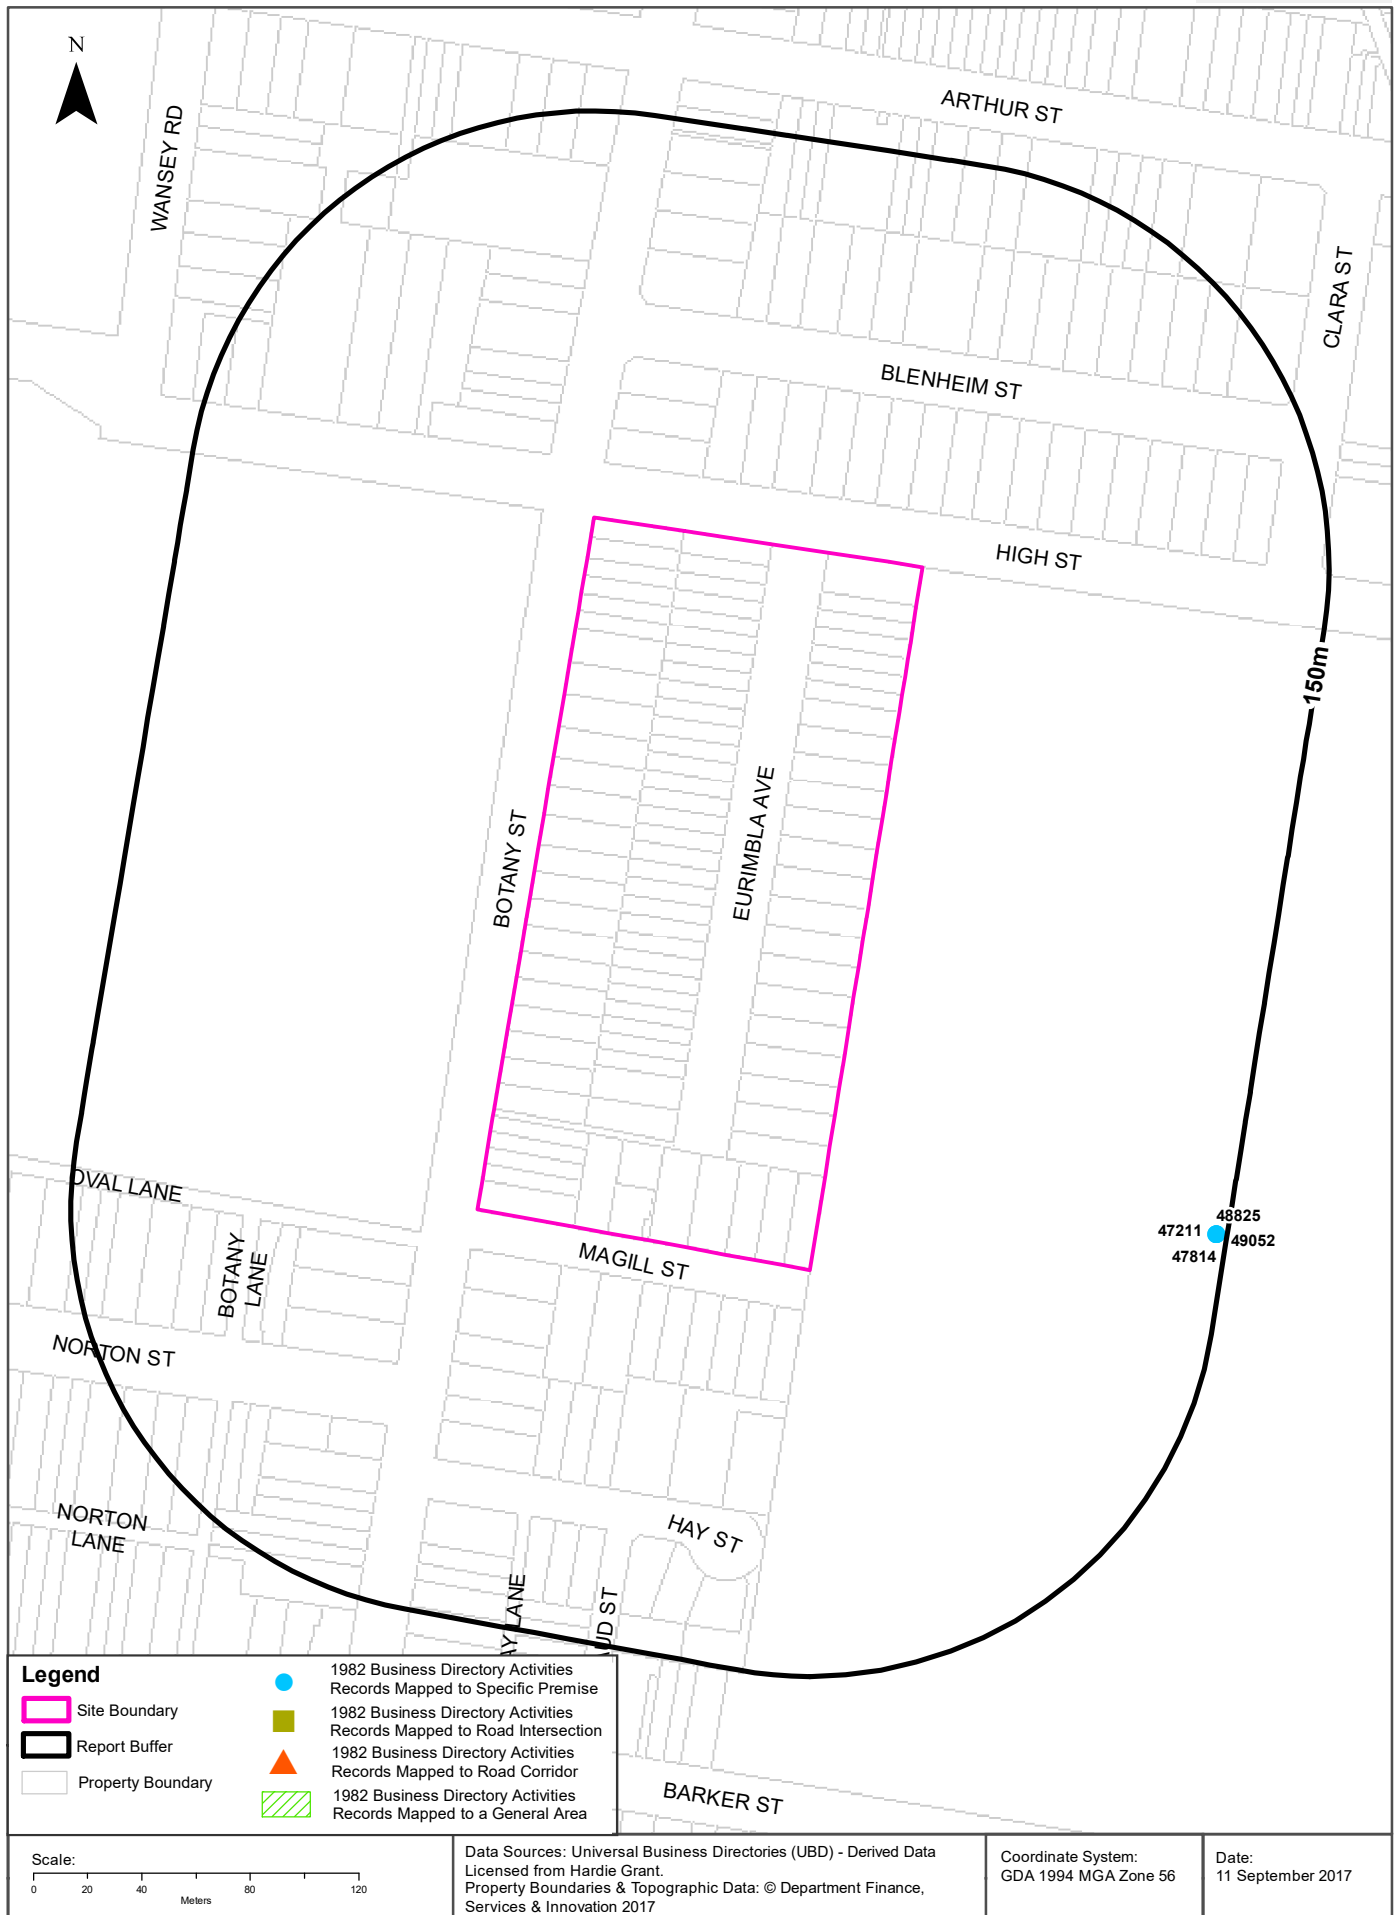 N
ARTHUR ST
WANSEY RD
CLARA ST
BLENHEIM ST
HIGH ST
150m
EURIMBLA AVE
BOTANY ST
OVAL LANE
48825
47211
49052
47814
BOTANY
LANE
MAGILL ST
NORTON ST
NORTON
LANE
HAY ST
AY LANE
UD ST
BARKER ST
Legend
Site Boundary
Report Buffer
Property Boundary
1982 Business Directory Activities
Records Mapped to Specific Premise
1982 Business Directory Activities
Records Mapped to Road Intersection
1982 Business Directory Activities
Records Mapped to Road Corridor
1982 Business Directory Activities
Records Mapped to a General Area
Scale:
0 20 40 80 120
Meters
Data Sources: Universal Business Directories (UBD) - Derived Data
Licensed from Hardie Grant.
Property Boundaries & Topographic Data: © Department Finance,
Services & Innovation 2017
Coordinate System:
GDA 1994 MGA Zone 56
Date:
11 September 2017